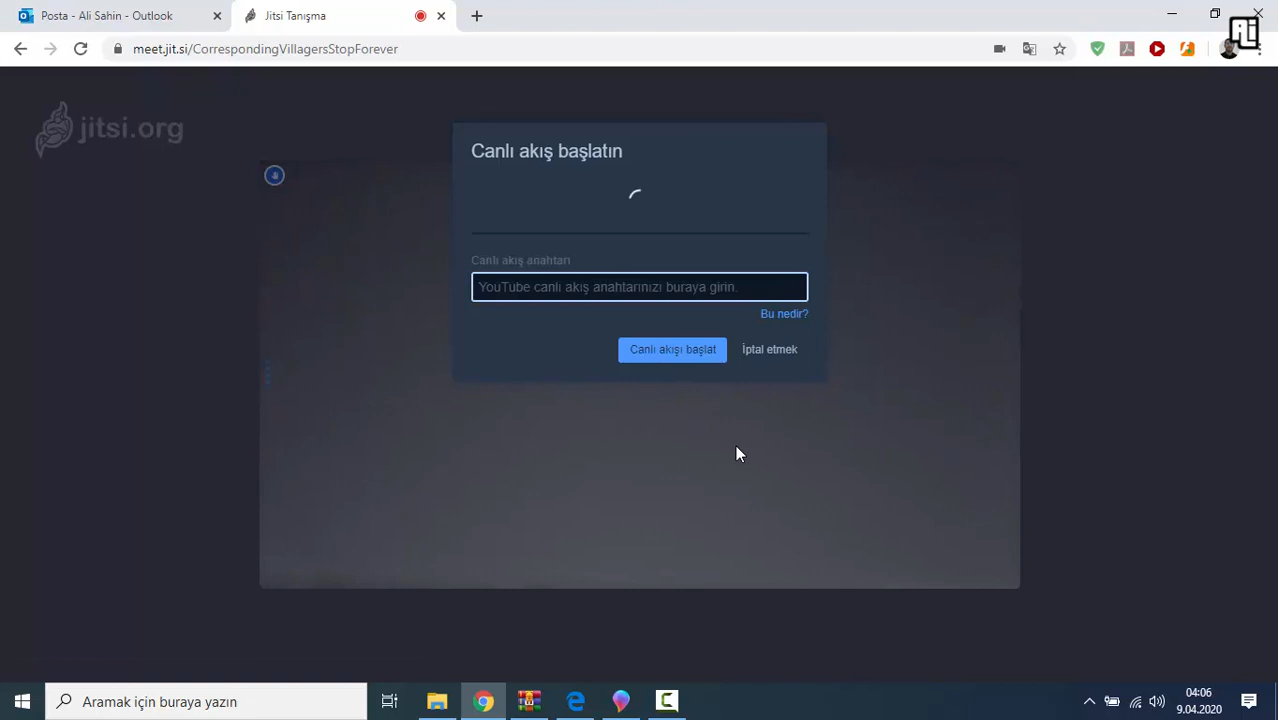 Posta - Ali Sahin - Outlook
Jitsi Tanışma
meet.jit.si/CorrespondingVillagersStopForever
jitsi.org
Canlı akış başlatın
Canlı akış anahtarı
YouTube canlı akış anahtarınızı buraya girin.
Bu nedir?
Canlı akışı başlat
İptal etmek
Aramak için buraya yazın
04:06
9.04.2020